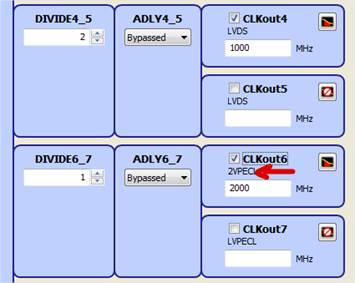 DIVIDE4_5 ADLY4_5 CLKout4
LVDS
2 Bypassed 1000 MHz
CLKout5
LVDS
MHz
DIVIDE6_7 ADLY6_7 CLKout6
2VPECL
1 Bypassed 2000 MHz
CLKout7
LVPECL
MHz